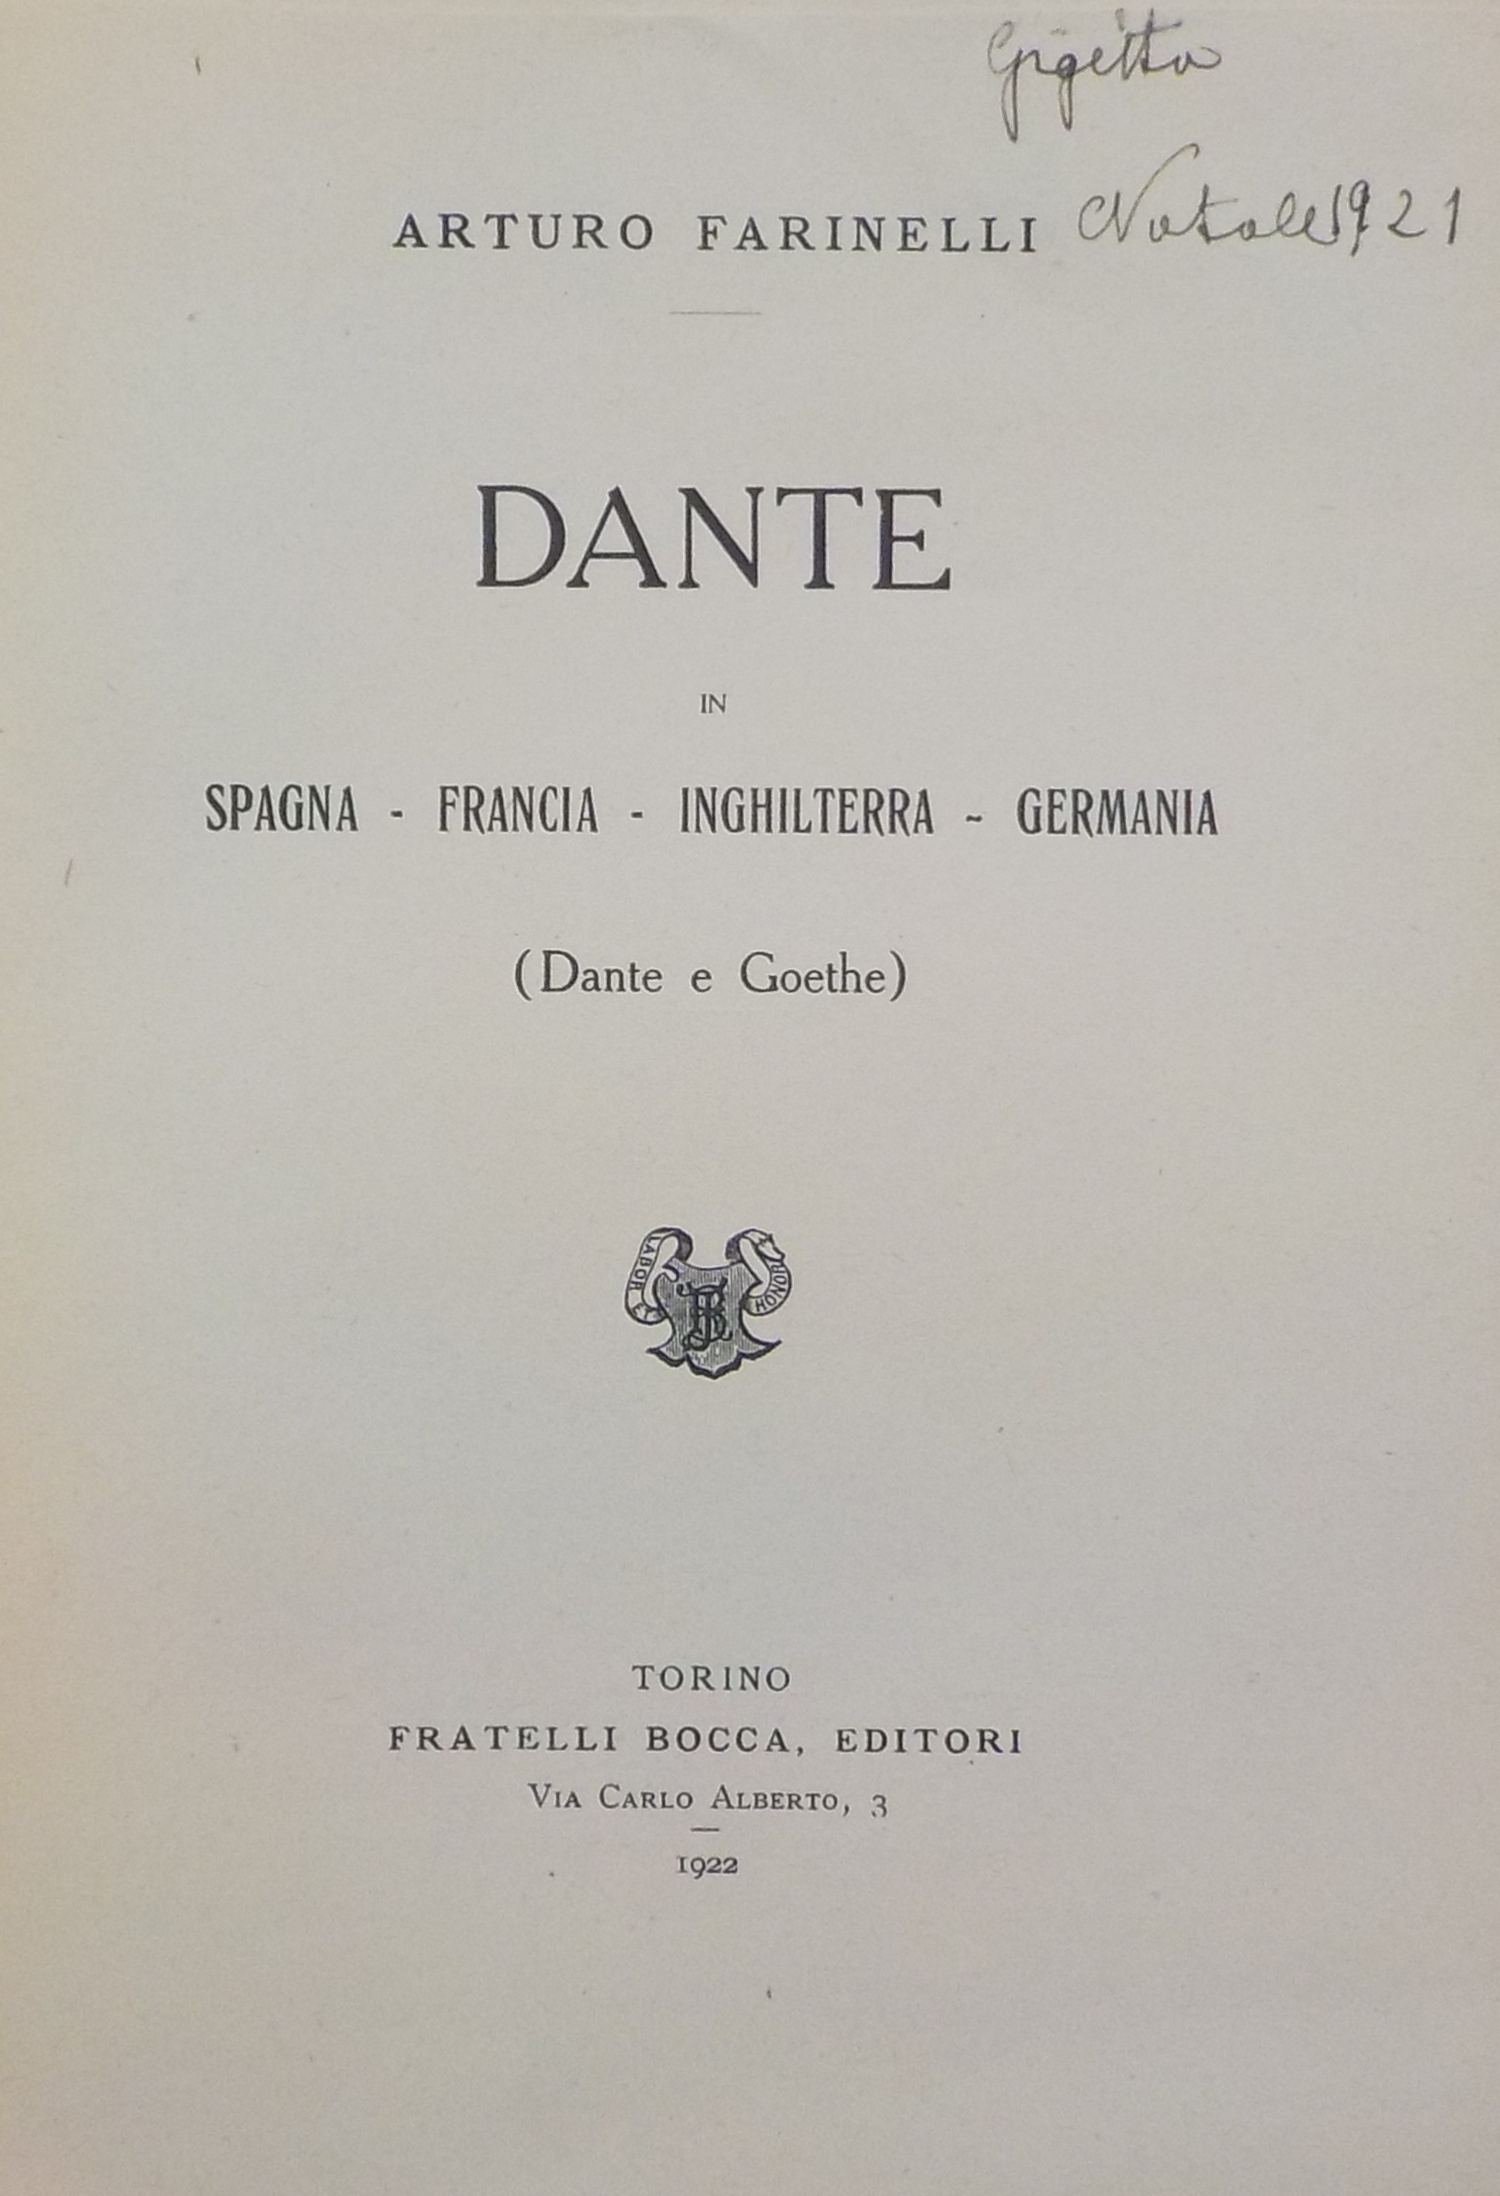 Gigetto
Natale 1921
ARTURO FARINELLI
DANTE
IN
SPAGNA - FRANCIA - INGHILTERRA - GERMANIA
(Dante e Goethe)
LABOR
HONOR
TORINO
FRATELLI BOCCA, EDITORI
VIA CARLO ALBERTO, 3
1922